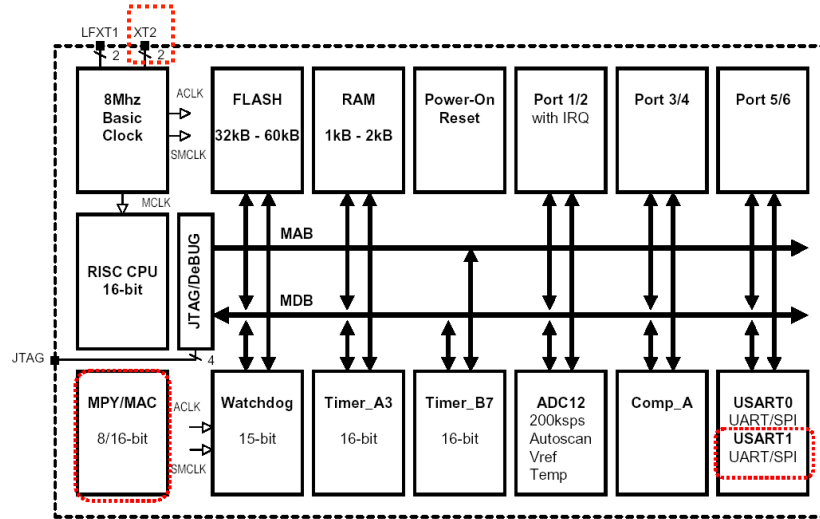 LFXT1 XT2
2 2
8Mhz
Basic
Clock
ACLK
SMCLK
FLASH
32kB - 60kB
RAM
1kB - 2kB
Power-On
Reset
Port 1/2
with IRQ
Port 3/4
Port 5/6
MCLK
RISC CPU
16-bit
JTAG/DeBUG
MAB
MDB
JTAG
4
MPY/MAC
8/16-bit
ACLK
SMCLK
Watchdog
15-bit
Timer_A3
16-bit
Timer_B7
16-bit
ADC12
200ksps
Autoscan
Vref
Temp
Comp_A
USART0
UART/SPI
USART1
UART/SPI